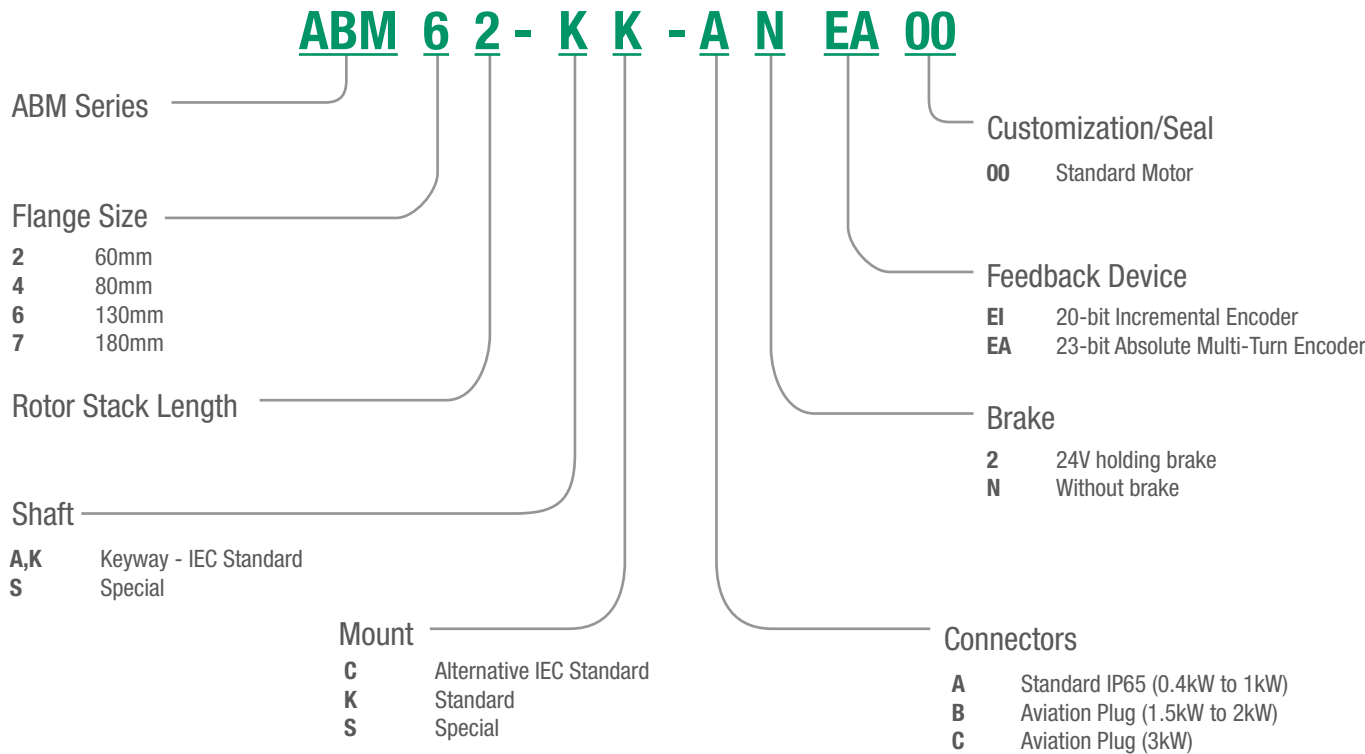 ABM 6 2 - K K - A N EA 00
ABM Series
Flange Size
2 60mm
4 80mm
6 130mm
7 180mm
Rotor Stack Length
Shaft
A,K Keyway - IEC Standard
S Special
Mount
C Alternative IEC Standard
K Standard
S Special
Customization/Seal
00 Standard Motor
Feedback Device
EI 20-bit Incremental Encoder
EA 23-bit Absolute Multi-Turn Encoder
Brake
2 24V holding brake
N Without brake
Connectors
A Standard IP65 (0.4kW to 1kW)
B Aviation Plug (1.5kW to 2kW)
C Aviation Plug (3kW)